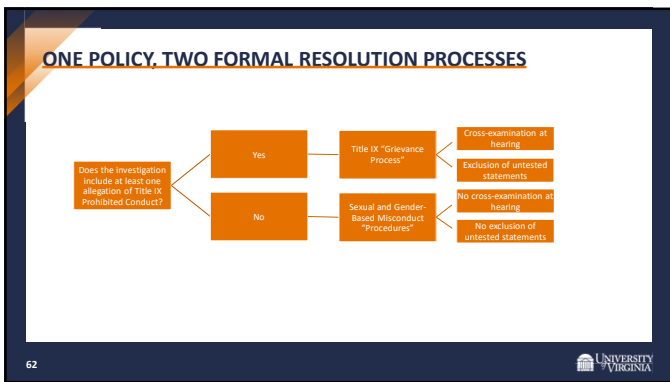 ONE POLICY, TWO FORMAL RESOLUTION PROCESSES
Does the investigation
include at least one
allegation of Title IX
Prohibited Conduct?
Yes
Title IX “Grievance
Process”
Cross-examination at
hearing
Exclusion of untested
statements
No
Sexual and Gender-
Based Misconduct
“Procedures”
No cross-examination at
hearing
No exclusion of
untested statements
62
UNIVERSITY
VIRGINIA